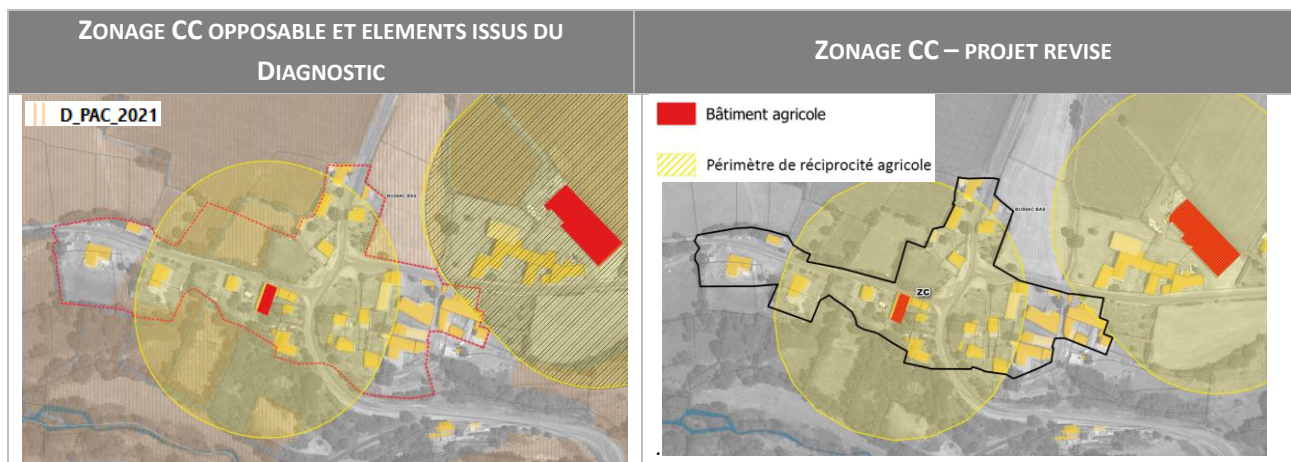 ZONAGE CC OPPOSABLE ET ELEMENTS ISSUS DU
DIAGNOSTIC
ZONAGE CC – PROJET REVISE
D_PAC_2021
BUSSAC BAS
Bâtiment agricole
Périmètre de réciprocité agricole
BUSSAC BAS
ZC
.